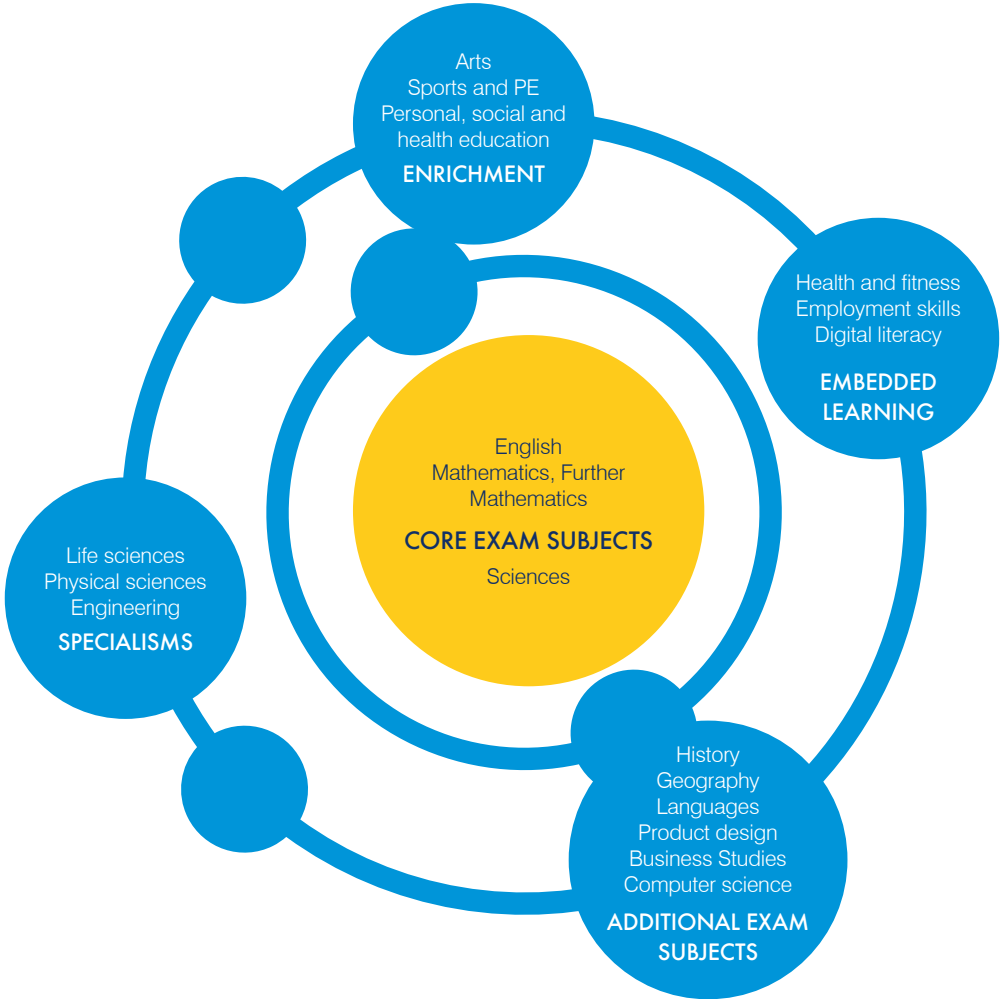 Arts
Sports and PE
Personal, social and
health education
ENRICHMENT
Health and fitness
Employment skills
Digital literacy
EMBEDDED
LEARNING
English
Mathematics, Further
Mathematics
CORE EXAM SUBJECTS
Sciences
Life sciences
Physical sciences
Engineering
SPECIALISMS
History
Geography
Languages
Product design
Business Studies
Computer science
ADDITIONAL EXAM
SUBJECTS